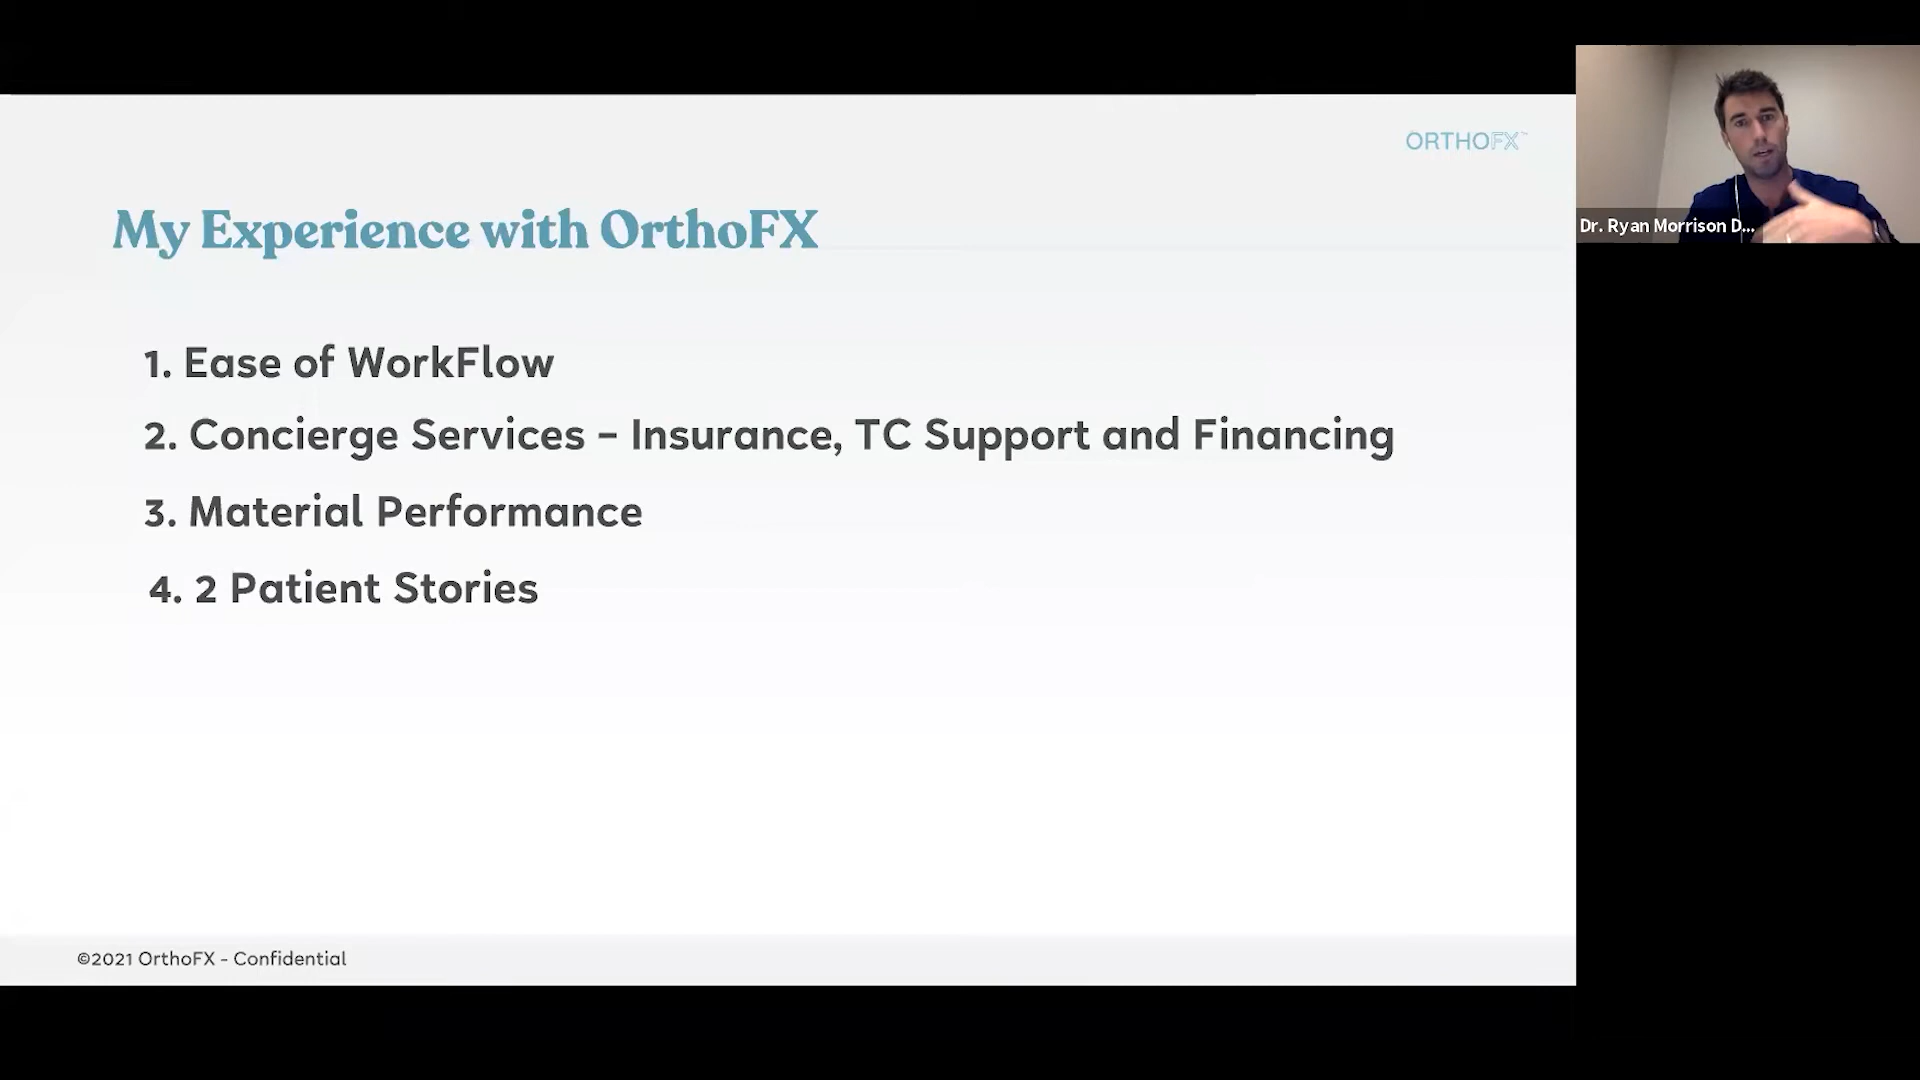 ORTHOFX™
Dr. Ryan Morrison D...
My Experience with OrthoFX
1. Ease of WorkFlow
2. Concierge Services – Insurance, TC Support and Financing
3. Material Performance
4. 2 Patient Stories
©2021 OrthoFX - Confidential